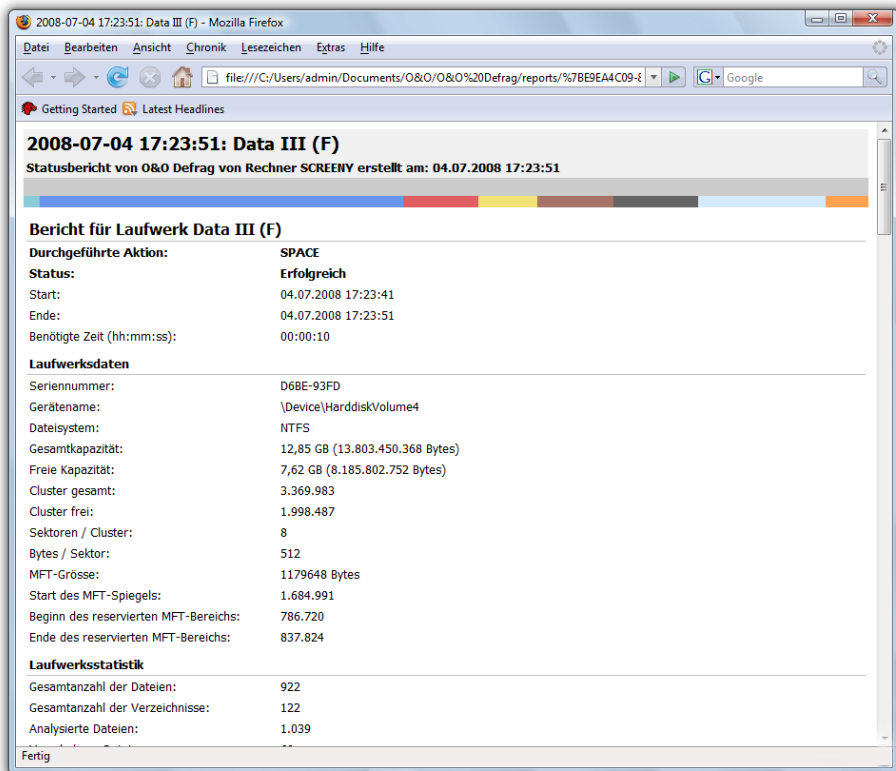 2008-07-04 17:23:51: Data III (F) - Mozilla Firefox
Datei Bearbeiten Ansicht Chronik Lesezeichen Extras Hilfe
file:///C:/Users/admin/Documents/O&O/O&O%20Defrag/reports/%7BE9EA4C09-8 G Google
Getting Started Latest Headlines
2008-07-04 17:23:51: Data III (F)
Statusbericht von O&O Defrag von Rechner SCREENY erstellt am: 04.07.2008 17:23:51
Bericht für Laufwerk Data III (F)
Durchgeführte Aktion: SPACE
Status: Erfolgreich
Start: 04.07.2008 17:23:41
Ende: 04.07.2008 17:23:51
Benötigte Zeit (hh:mm:ss): 00:00:10
Laufwerksdaten
Seriennummer: D6BE-93FD
Gerätename: \Device\HarddiskVolume4
Dateisystem: NTFS
Gesamtkapazität: 12,85 GB (13.803.450.368 Bytes)
Freie Kapazität: 7,62 GB (8.185.802.752 Bytes)
Cluster gesamt: 3.369.983
Cluster frei: 1.998.487
Sektoren / Cluster: 8
Bytes / Sektor: 512
MFT-Grösse: 1179648 Bytes
Start des MFT-Spiegels: 1.684.991
Beginn des reservierten MFT-Bereichs: 786.720
Ende des reservierten MFT-Bereichs: 837.824
Laufwerksstatistik
Gesamtanzahl der Dateien: 922
Gesamtanzahl der Verzeichnisse: 122
Analysierte Dateien: 1.039
Fertig